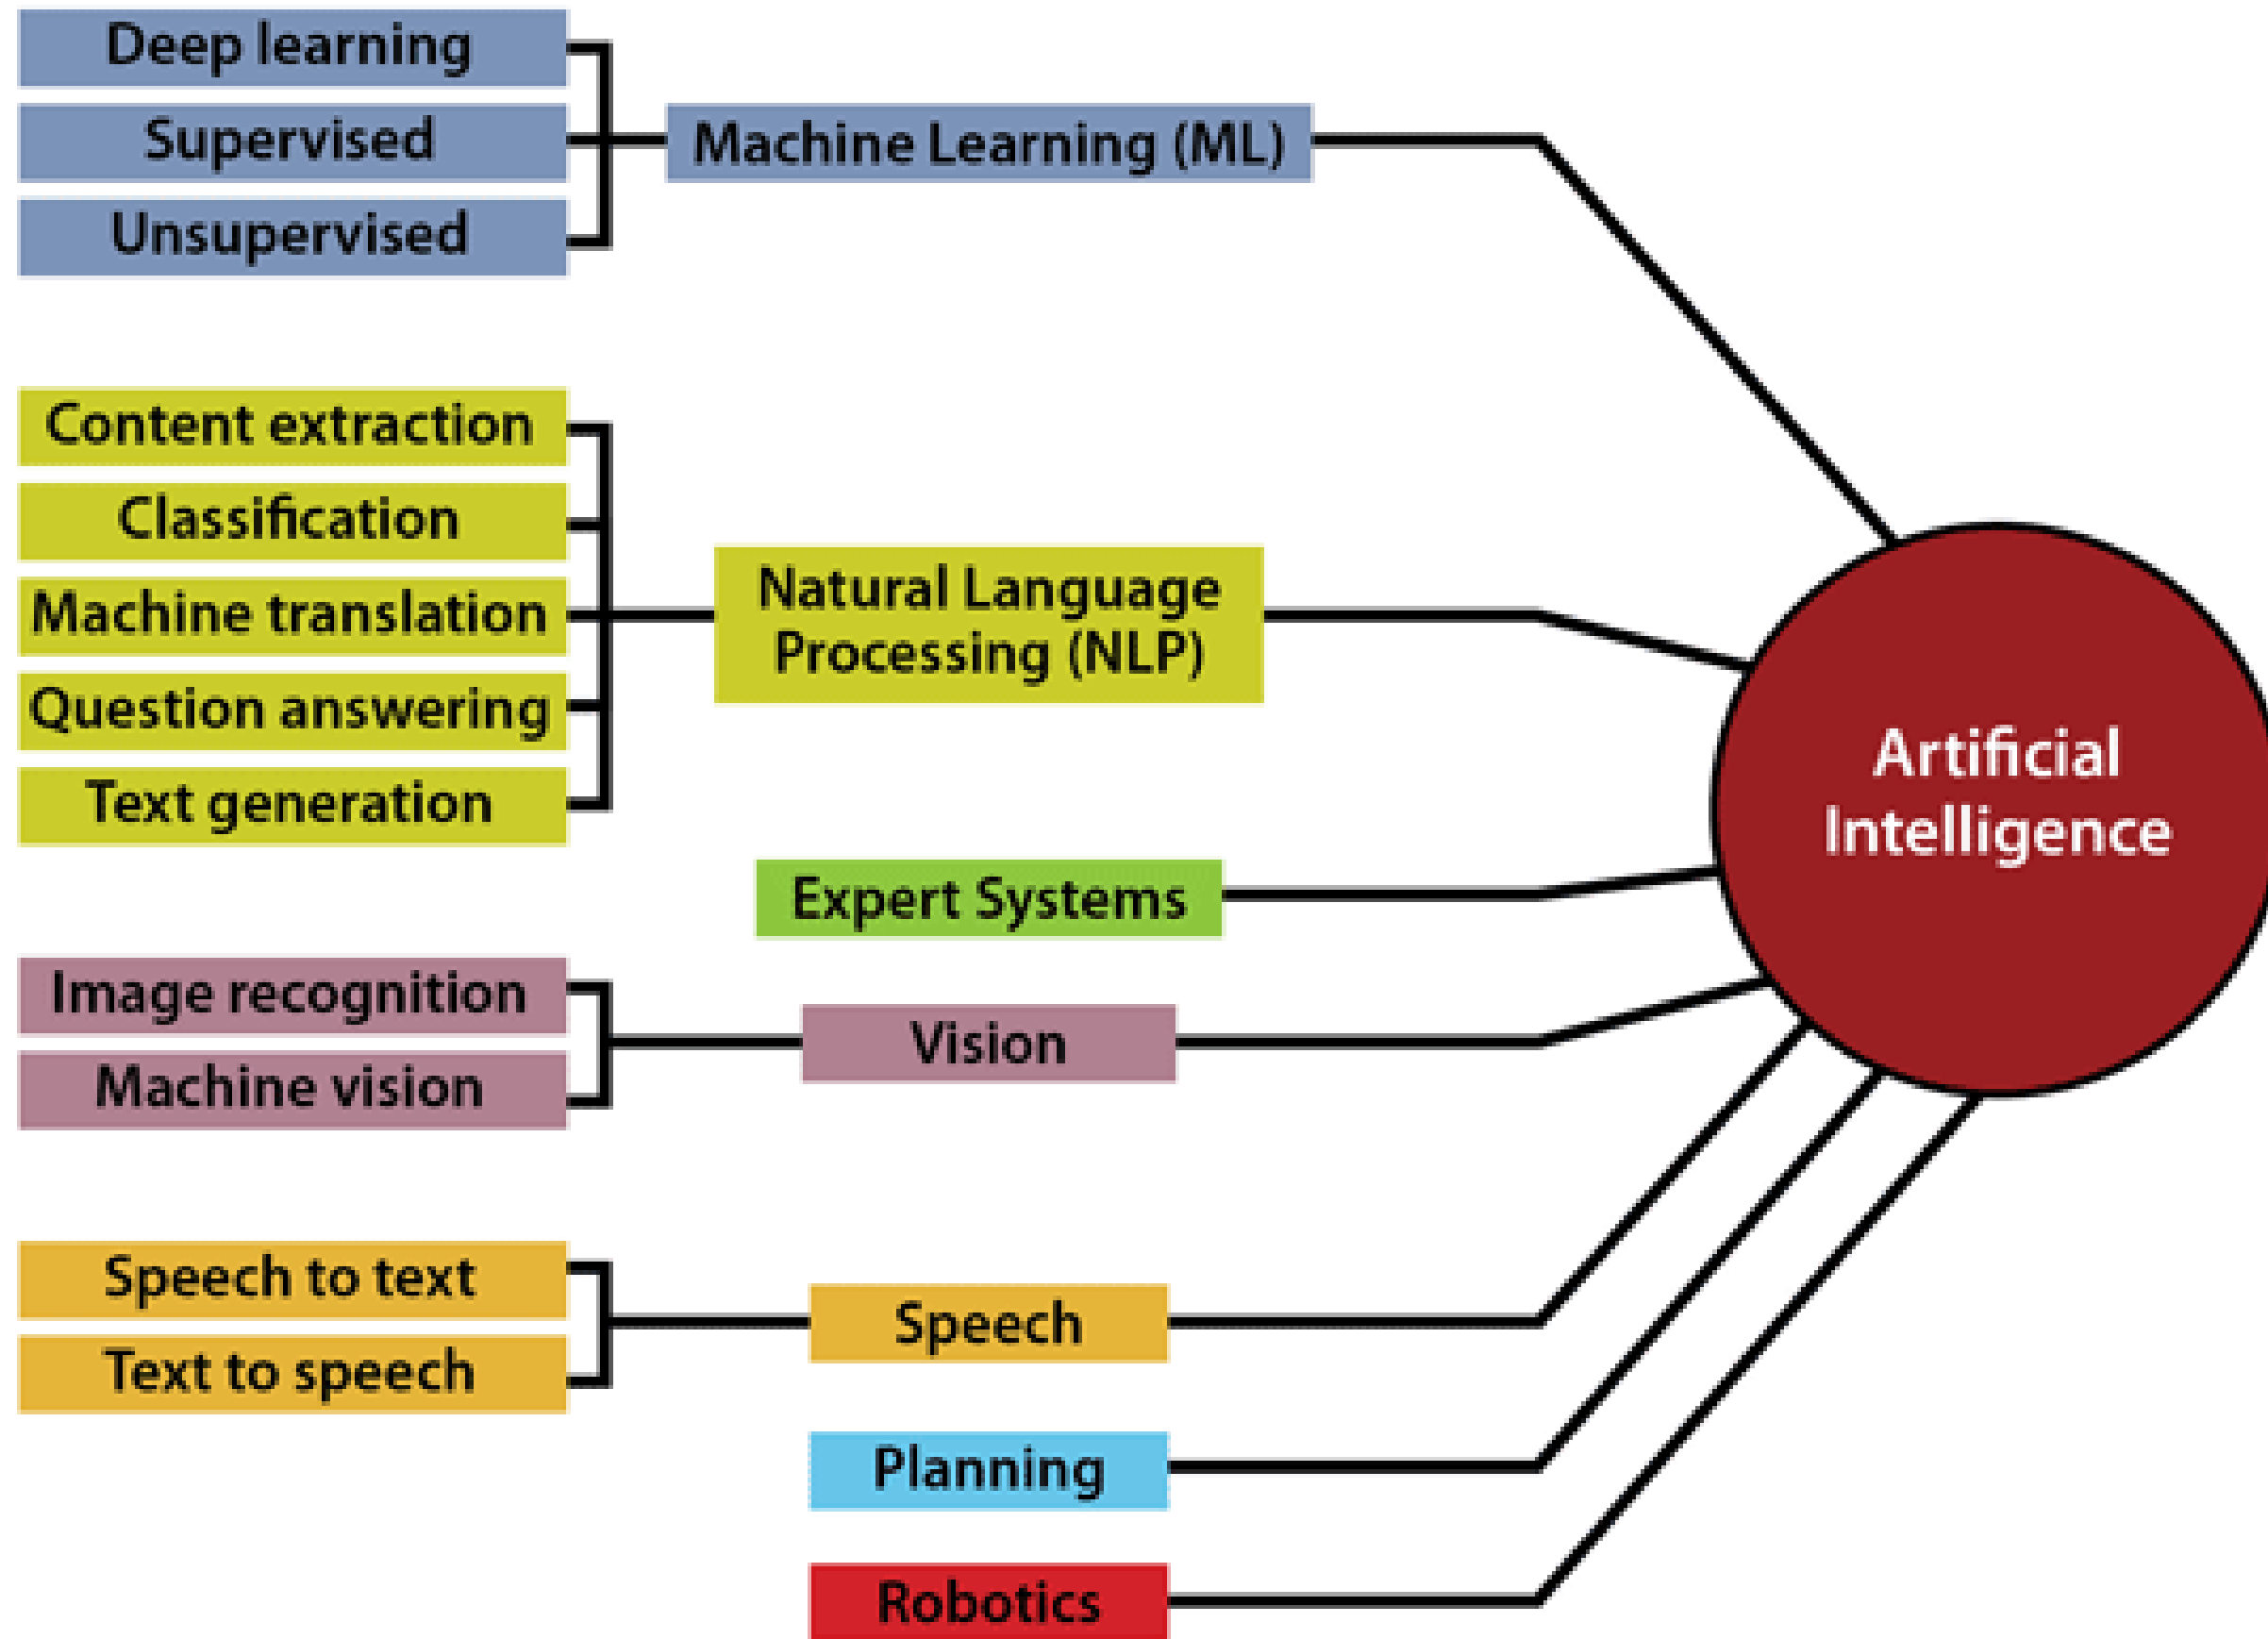 Deep learning
Supervised
Unsupervised
Machine Learning (ML)
Content extraction
Classification
Machine translation
Question answering
Text generation
Natural Language
Processing (NLP)
Expert Systems
Image recognition
Machine vision
Vision
Speech to text
Text to speech
Speech
Planning
Robotics
Artificial
Intelligence